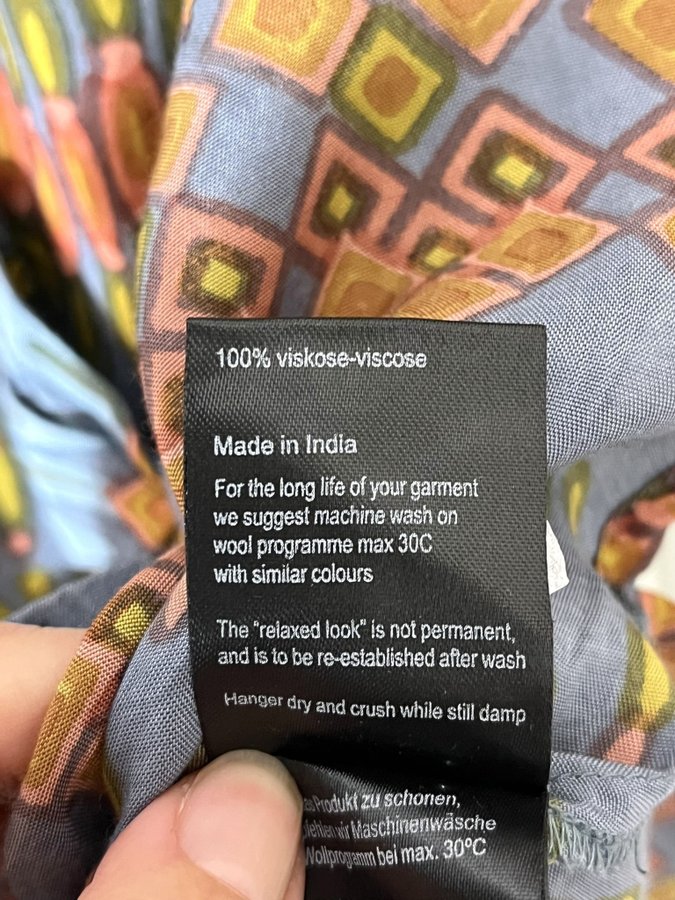 100% viskose-viscose
Made in India
For the long life of your garment
we suggest machine wash on
wool programme max 30C
with similar colours
The "relaxed look" is not permanent,
and is to be re-established after wash
Hanger dry and crush while still damp
Produkt zu schonen,
wir Maschinenwäsche
Wollprogramm bei max. 30°C